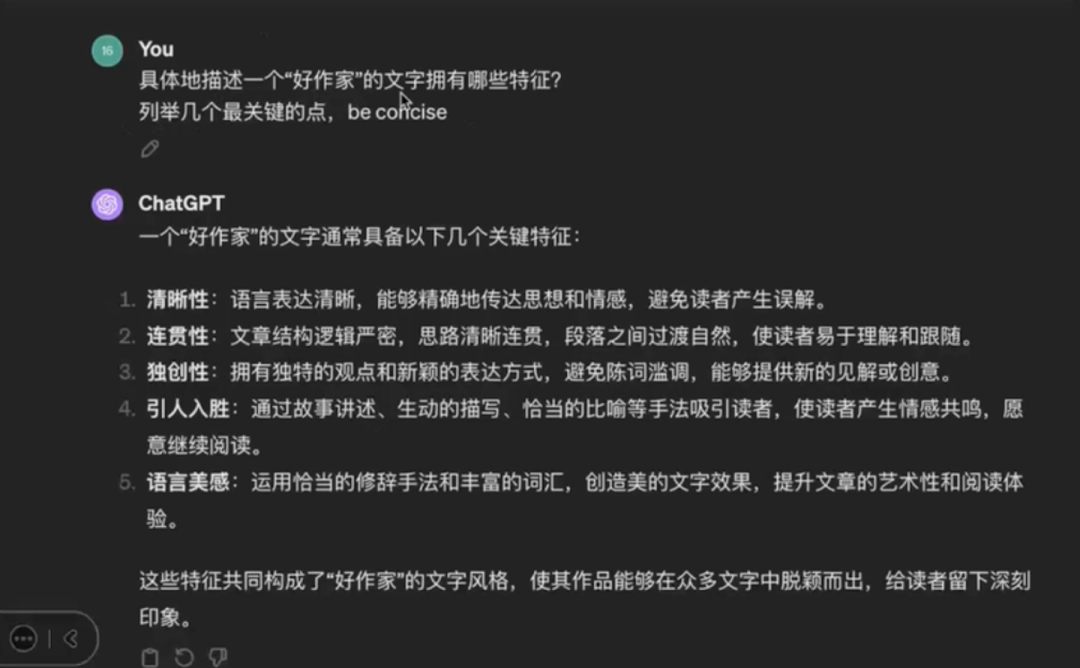 16 You
具体地描述一个“好作家”的文字拥有哪些特征？
列举几个最关键的点，be concise
ChatGPT
一个“好作家”的文字通常具备以下几个关键特征：
1. 清晰性：语言表达清晰，能够精确地传达思想和情感，避免读者产生误解。
2. 连贯性：文章结构逻辑严密，思路清晰连贯，段落之间过渡自然，使读者易于理解和跟随。
3. 独创性：拥有独特的观点和新颖的表达方式，避免陈词滥调，能够提供新的见解或创意。
4. 引人入胜：通过故事讲述、生动的描写、恰当的比喻等手法吸引读者，使读者产生情感共鸣，愿
意继续阅读。
5. 语言美感：运用恰当的修辞手法和丰富的词汇，创造美的文字效果，提升文章的艺术性和阅读体
验。
这些特征共同构成了“好作家”的文字风格，使其作品能够在众多文字中脱颖而出，给读者留下深刻
印象。